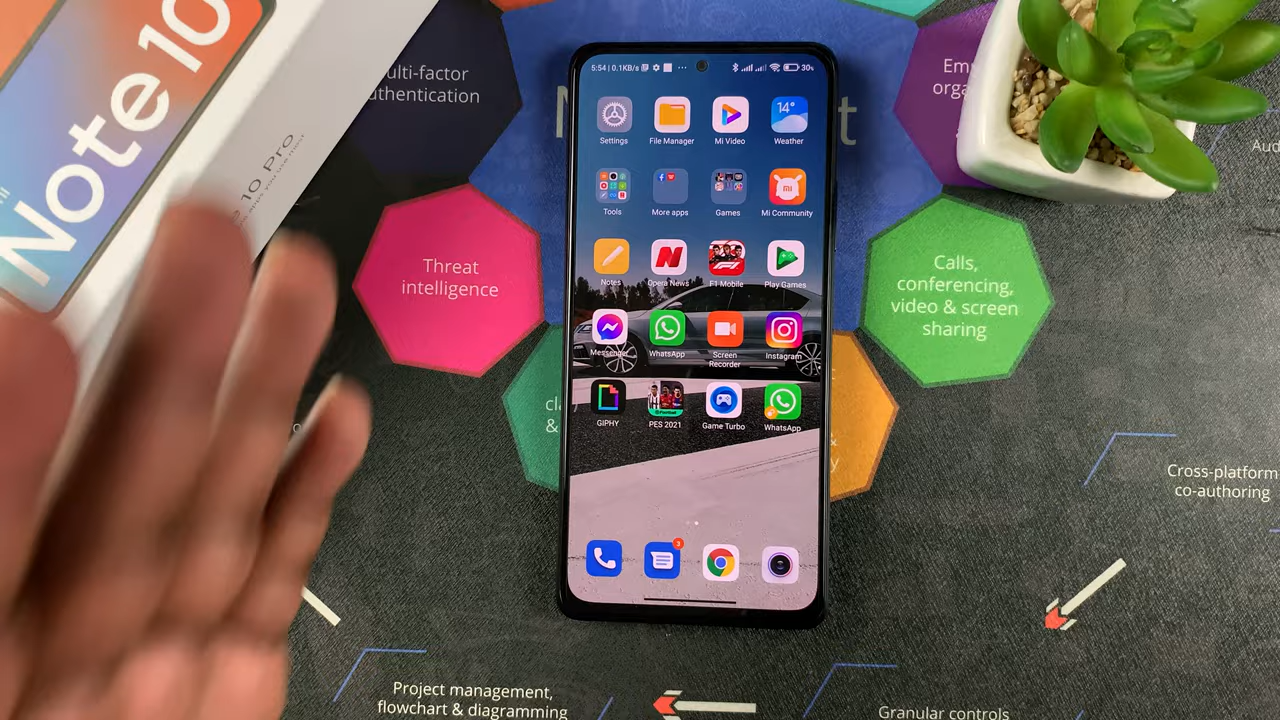 Note 10
10 Pro
ulti-factor
uthentication
Threat
intelligence
Calls,
conferencing,
video & screen
sharing
Em
orga
Aud
Cross-platform
co-authoring
Project management,
flowchart & diagramming
Granular controls
cla
&
&
y
t
5:54 | 0.1KB/s
30%
Settings
File Manager
Mi Video
14°
Weather
Tools
More apps
Games
mi
Mi Community
Notes
Opera News
F1 Mobile
Play Games
Messenger
WhatsApp
Screen
Recorder
Instagram
GIPHY
PES 2021
Game Turbo
WhatsApp
3